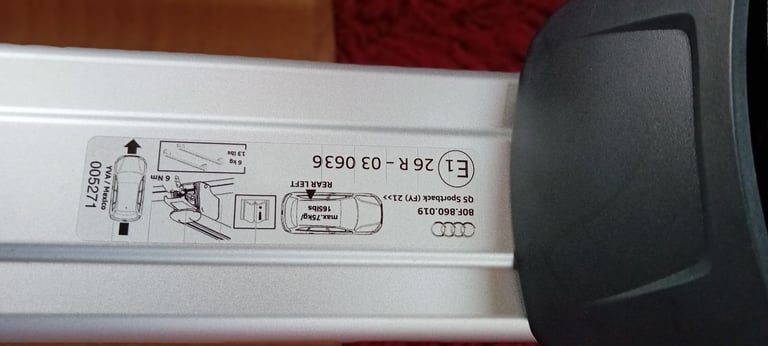 80F.860.019
Q5 Sportback (FY) 21>>
max.75kg/
165lbs
REAR LEFT
E1 26 R - 03 0636
6 Nm
6 kg
13 lbs
YVA / Mexico
005271